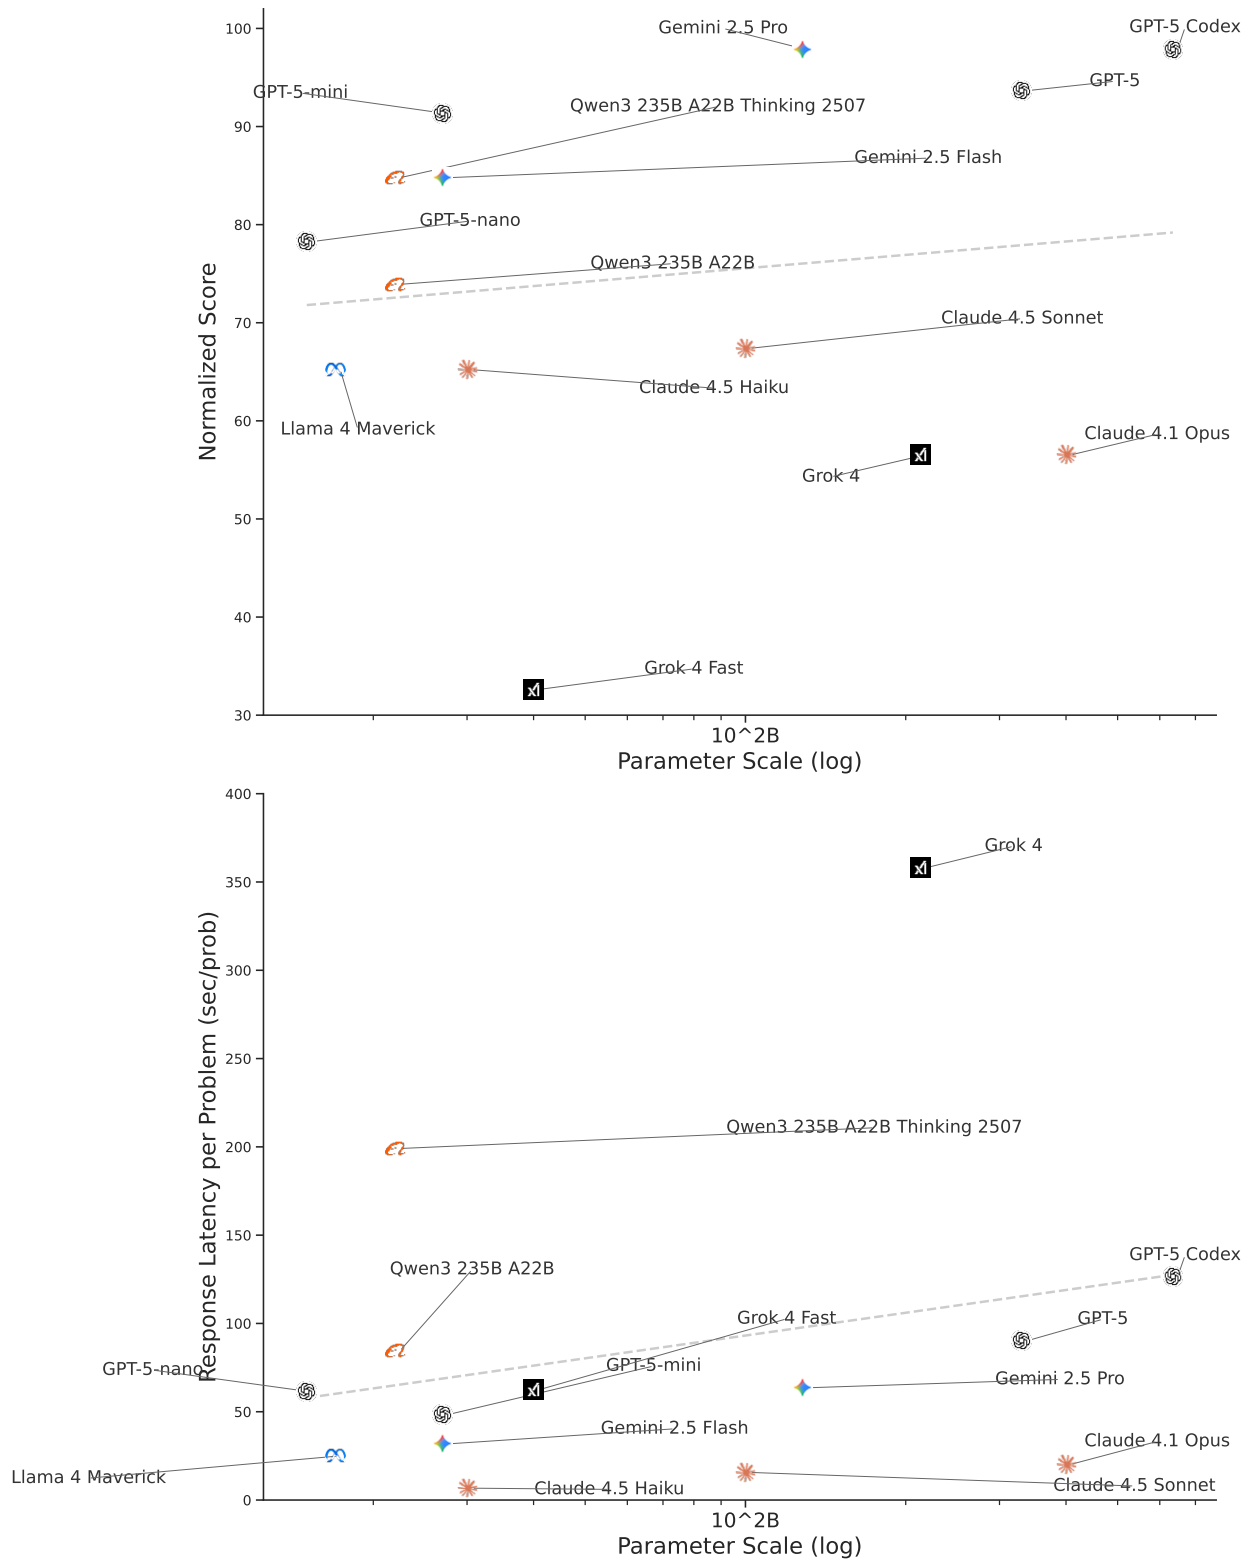 100
90
80
70
60
50
40
30
Normalized Score
Gemini 2.5 Pro
GPT-5 Codex
GPT-5
GPT-5-mini
Qwen3 235B A22B Thinking 2507
Gemini 2.5 Flash
GPT-5-nano
Qwen3 235B A22B
Claude 4.5 Sonnet
Claude 4.5 Haiku
Llama 4 Maverick
Claude 4.1 Opus
Grok 4
Grok 4 Fast
10^2B
Parameter Scale (log)
400
350
300
250
200
150
100
50
0
Response Latency per Problem (sec/prob)
Grok 4
Qwen3 235B A22B Thinking 2507
GPT-5 Codex
Qwen3 235B A22B
Grok 4 Fast
GPT-5
GPT-5-nano
GPT-5-mini
Gemini 2.5 Pro
Gemini 2.5 Flash
Claude 4.1 Opus
Llama 4 Maverick
Claude 4.5 Haiku
Claude 4.5 Sonnet
10^2B
Parameter Scale (log)